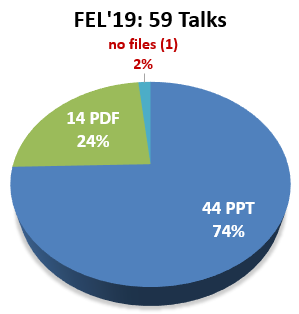 FEL'19: 59 Talks
no files (1)
2%
14 PDF
24%
44 PPT
74%